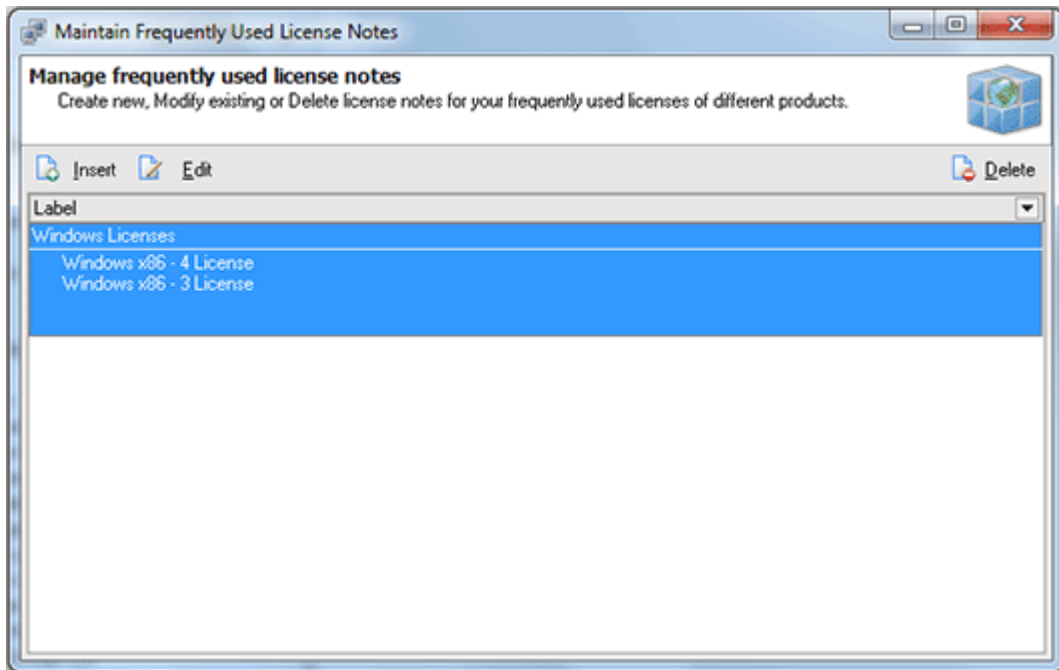 Maintain Frequently Used License Notes
Manage frequently used license notes
Create new, Modify existing or Delete license notes for your frequently used licenses of different products.
Insert Edit Delete
Label
Windows Licenses
Windows x86 - 4 License
Windows x86 - 3 License